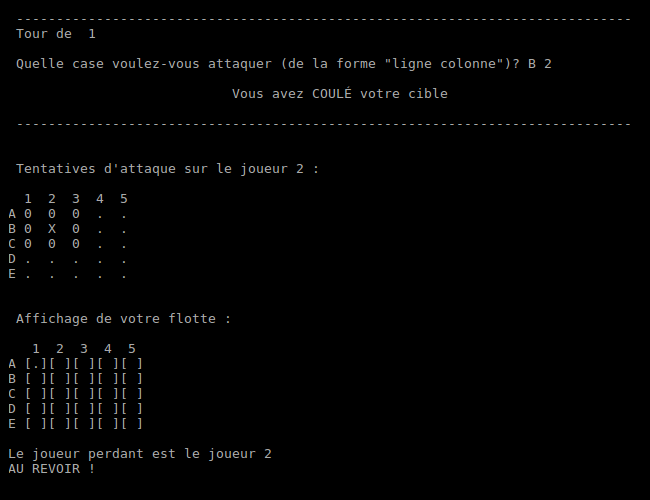 -----------------------------------------------------------------------------
Tour de  1
Quelle case voulez-vous attaquer (de la forme "ligne colonne")? B 2
Vous avez COULÉ votre cible
-----------------------------------------------------------------------------
Tentatives d'attaque sur le joueur 2 :
  1  2  3  4  5
A 0  0  0  .  .
B 0  X  0  .  .
C 0  0  0  .  .
D .  .  .  .  .
E .  .  .  .  .
Affichage de votre flotte :
   1  2  3  4  5
A [.][ ][ ][ ][ ]
B [ ][ ][ ][ ][ ]
C [ ][ ][ ][ ][ ]
D [ ][ ][ ][ ][ ]
E [ ][ ][ ][ ][ ]
Le joueur perdant est le joueur 2
AU REVOIR !